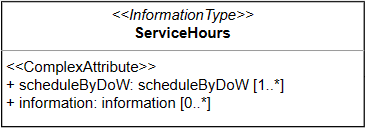 <<InformationType>>
ServiceHours
<<ComplexAttribute>>
+ scheduleByDoW: scheduleByDoW [1..*]
+ information: information [0..*]